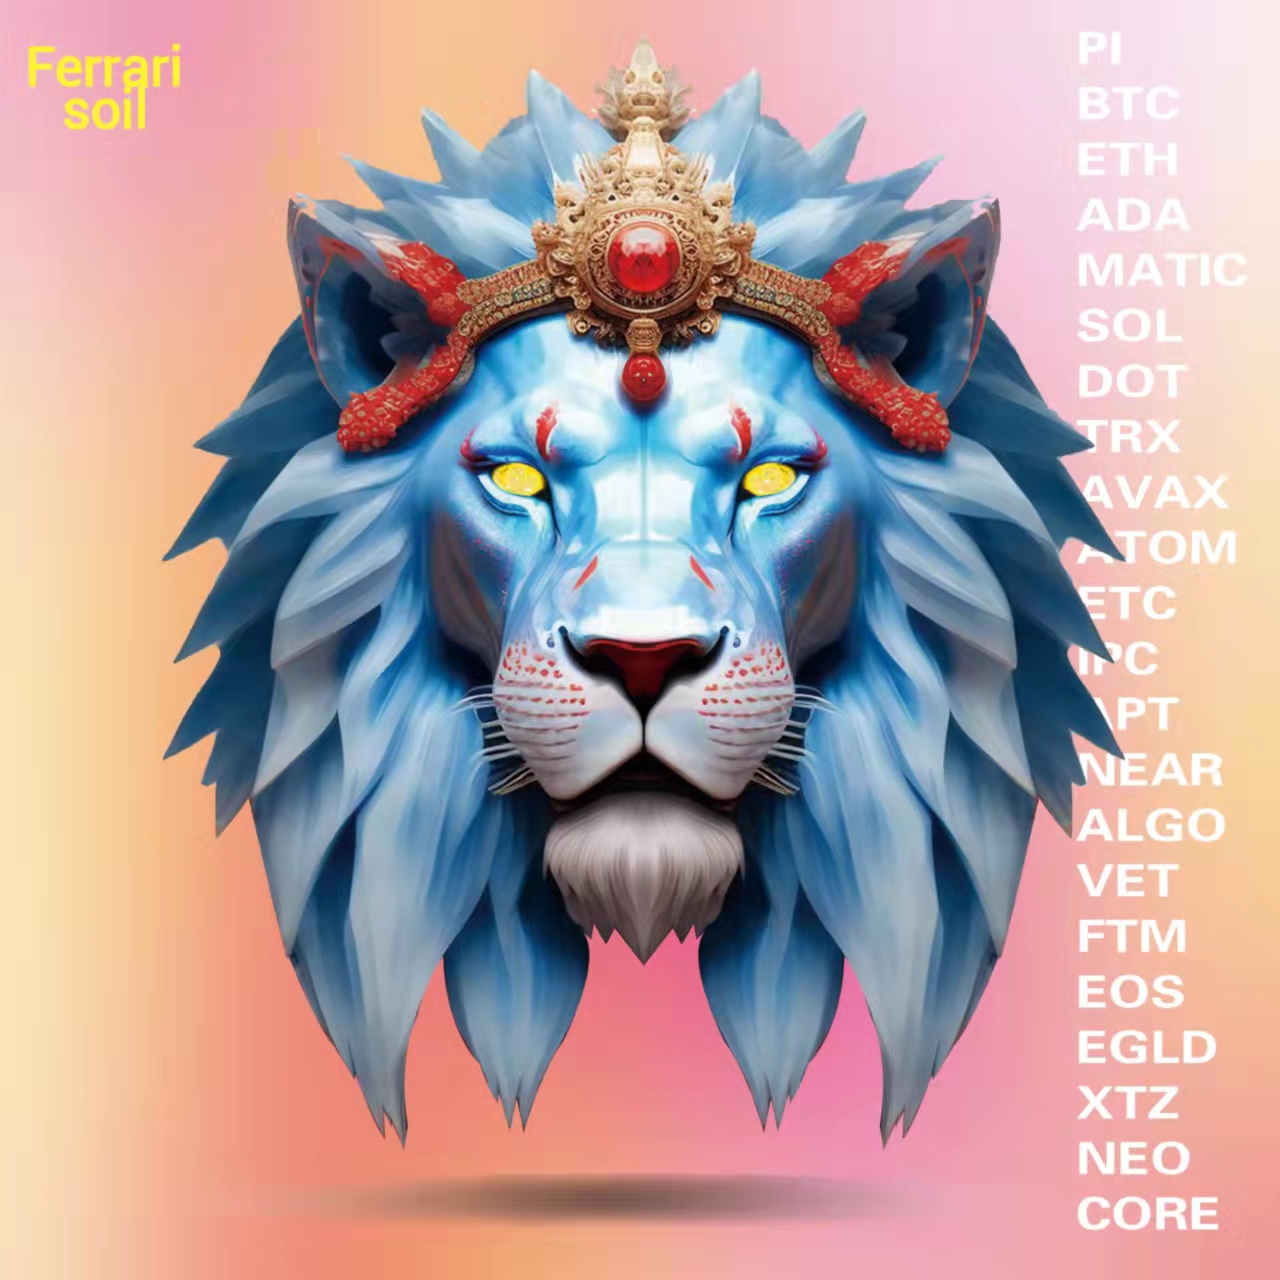 Ferrari
soil
PI
BTC
ETH
ADA
MATIC
SOL
DOT
TRX
AVAX
ATOM
ETC
IPC
APT
NEAR
ALGO
VET
FTM
EOS
EGLD
XTZ
NEO
CORE